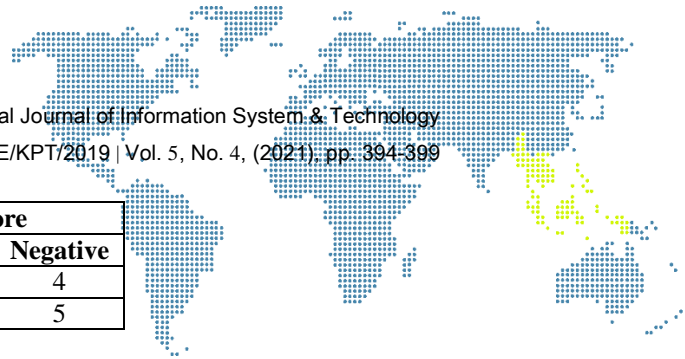 al Journal of Information System & Technology
E/KPT/2019 | Vol. 5, No. 4, (2021), pp. 394-399
ore
Negative
4
5